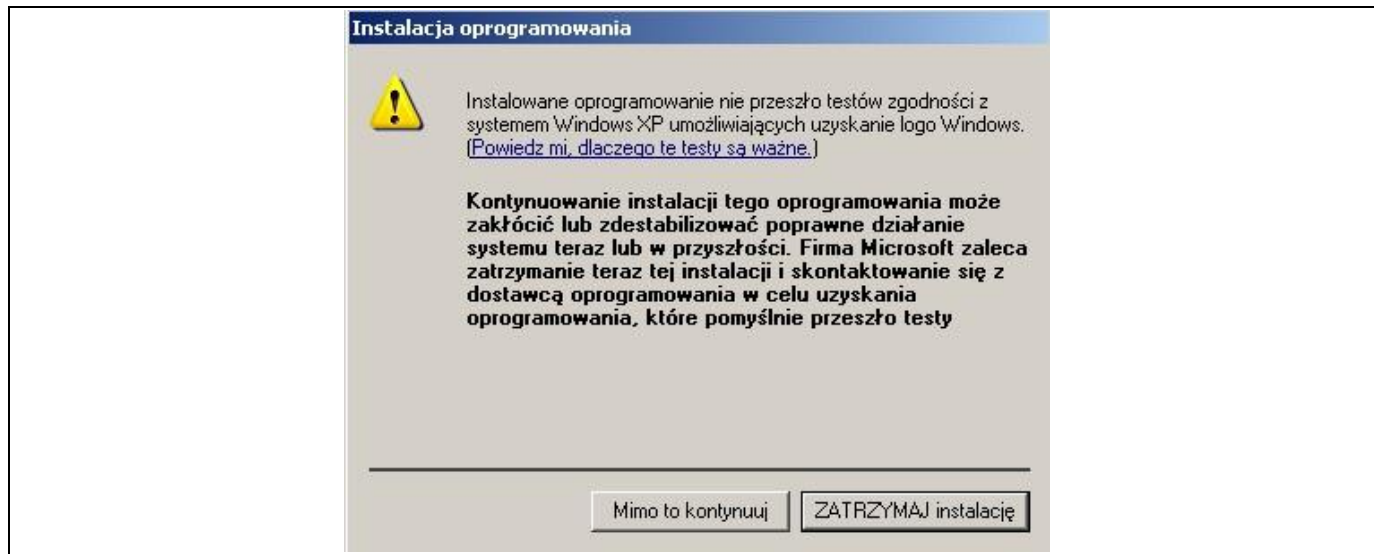 Instalacja oprogramowania
Instalowane oprogramowanie nie przeszło testów zgodności z
systemem Windows XP umożliwiających uzyskanie logo Windows.
(Powiedz mi, dlaczego te testy są ważne.)
Kontynuowanie instalacji tego oprogramowania może
zakłócić lub zdestabilizować poprawne działanie
systemu teraz lub w przyszłości. Firma Microsoft zaleca
zatrzymanie teraz tej instalacji i skontaktowanie się z
dostawcą oprogramowania w celu uzyskania
oprogramowania, które pomyślnie przeszło testy
Mimo to kontynuuj ZATRZYMAJ instalację